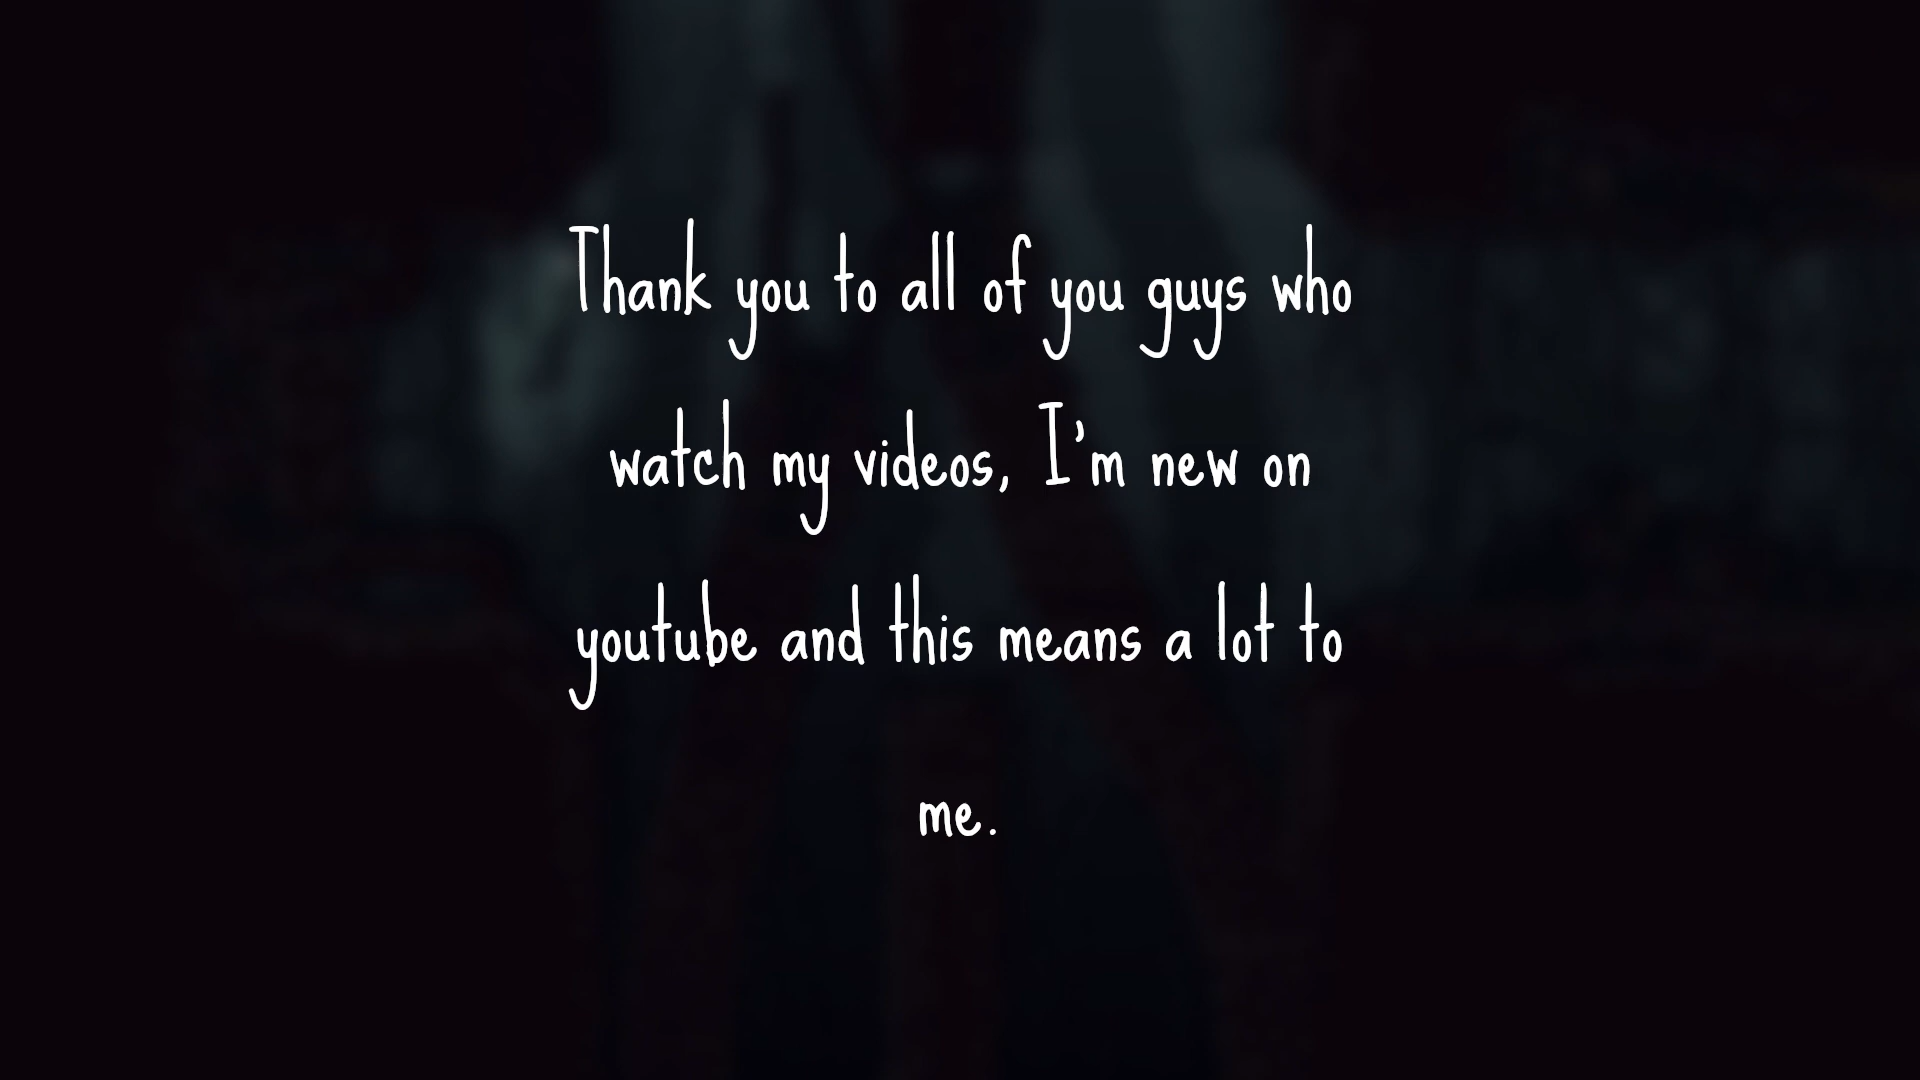 Thank you to all of you guys who
watch my videos, I'm new on
youtube and this means a lot to
me.